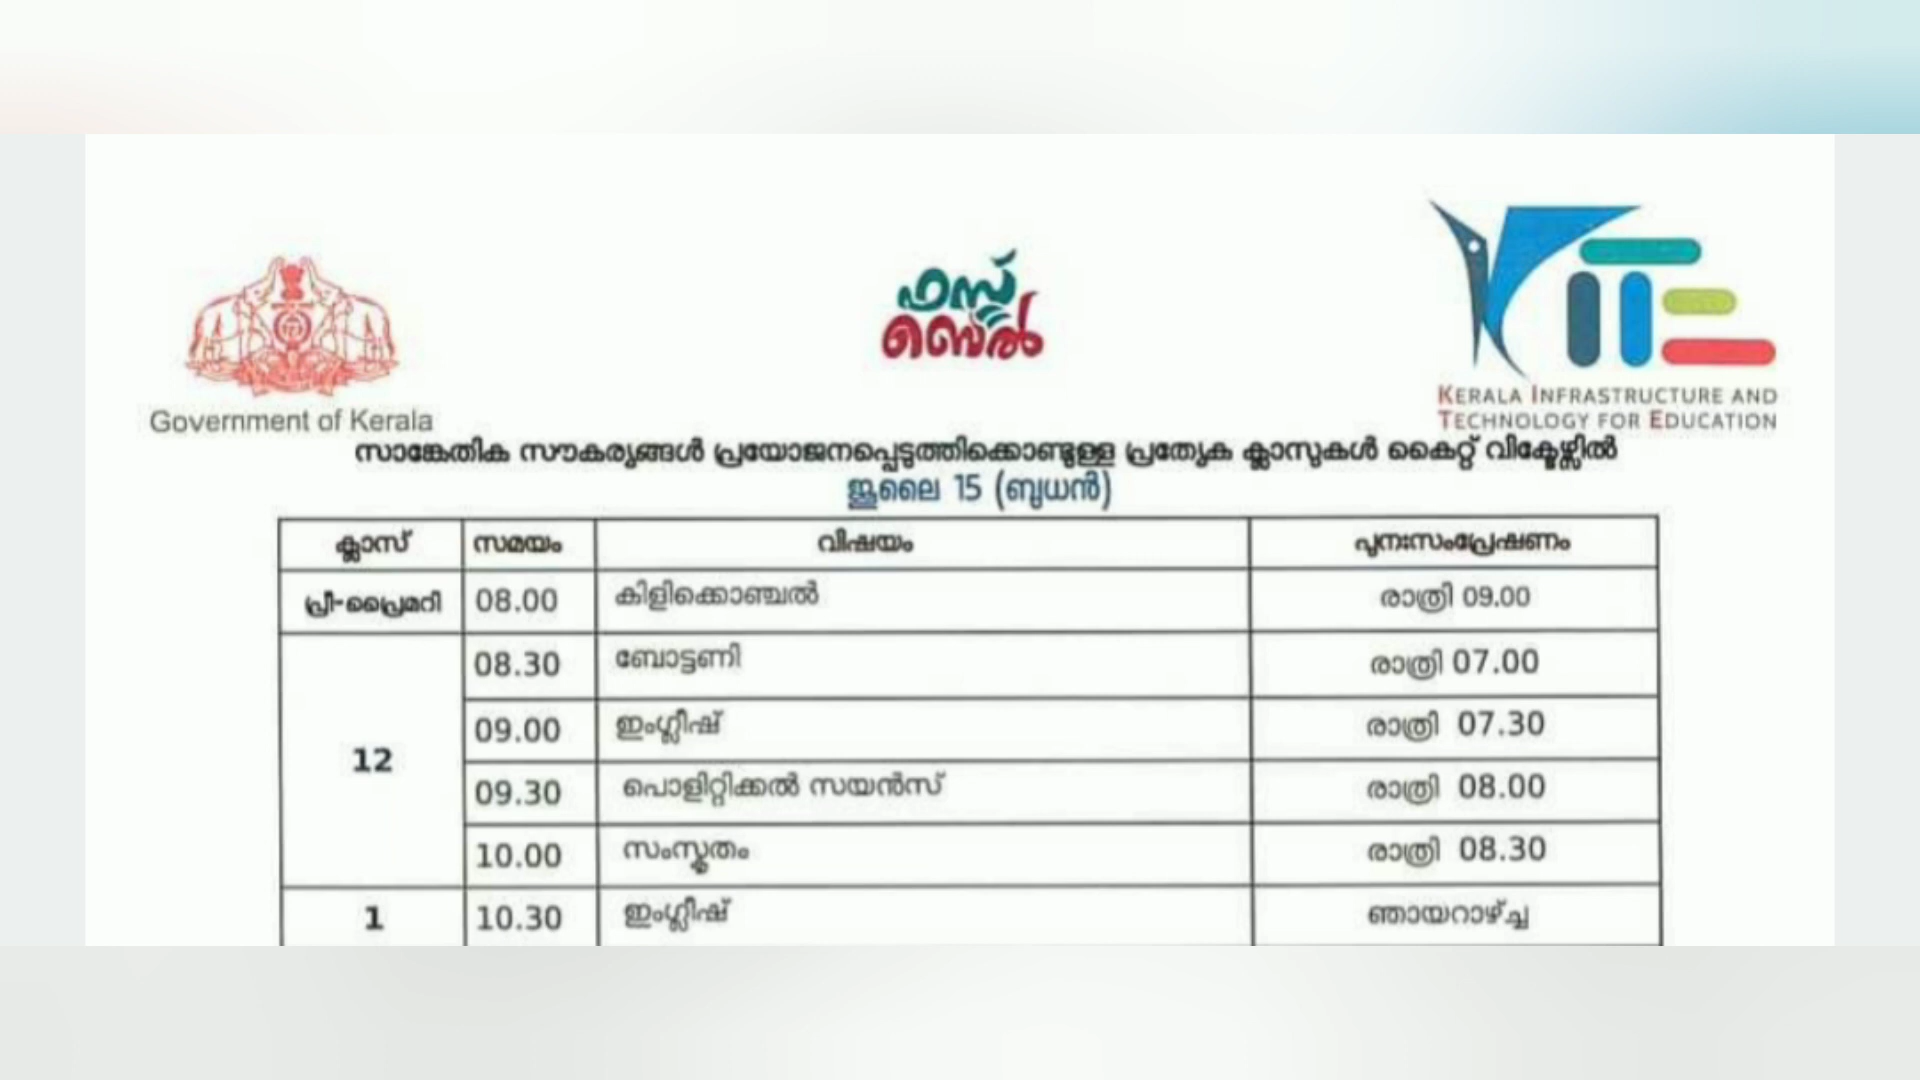 ഫസ്റ്റ്
ബെൽ
KERALA INFRASTRUCTURE AND
TECHNOLOGY FOR EDUCATION
Government of Kerala
സാങ്കേതിക സൗകര്യങ്ങൾ പ്രയോജനപ്പെടുത്തിക്കൊണ്ടുള്ള പ്രത്യേക ക്ലാസുകൾ കൈറ്റ് വിക്ടേഴ്സിൽ
ജൂലൈ 15 (ബുധൻ)
ക്ലാസ് സമയം വിഷയം പുനഃസംപ്രേഷണം
പ്രീ-പ്രൈമറി 08.00 കിളിക്കൊഞ്ചൽ രാത്രി 09.00
12 08.30 ബോട്ടണി രാത്രി 07.00
09.00 ഇംഗ്ലീഷ് രാത്രി 07.30
09.30 പൊളിറ്റിക്കൽ സയൻസ് രാത്രി 08.00
10.00 സംസ്കൃതം രാത്രി 08.30
1 10.30 ഇംഗ്ലീഷ് ഞായറാഴ്ച്ച